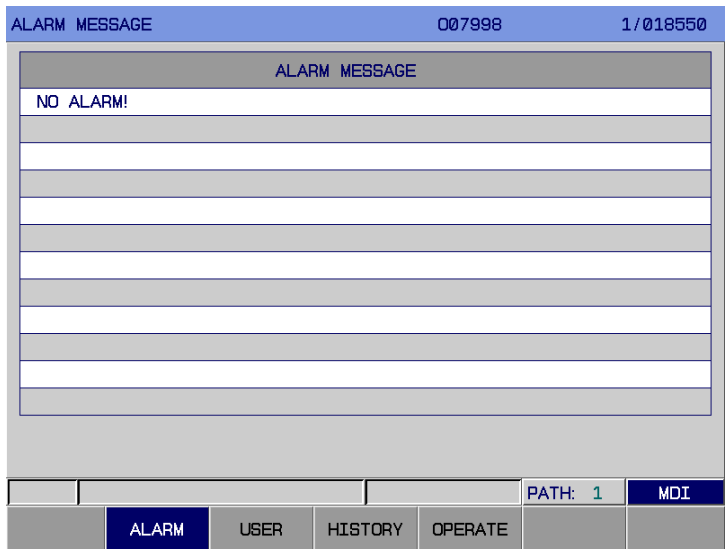 ALARM MESSAGE O07998 1/018550
ALARM MESSAGE
NO ALARM!
PATH: 1 MDI
ALARM USER HISTORY OPERATE